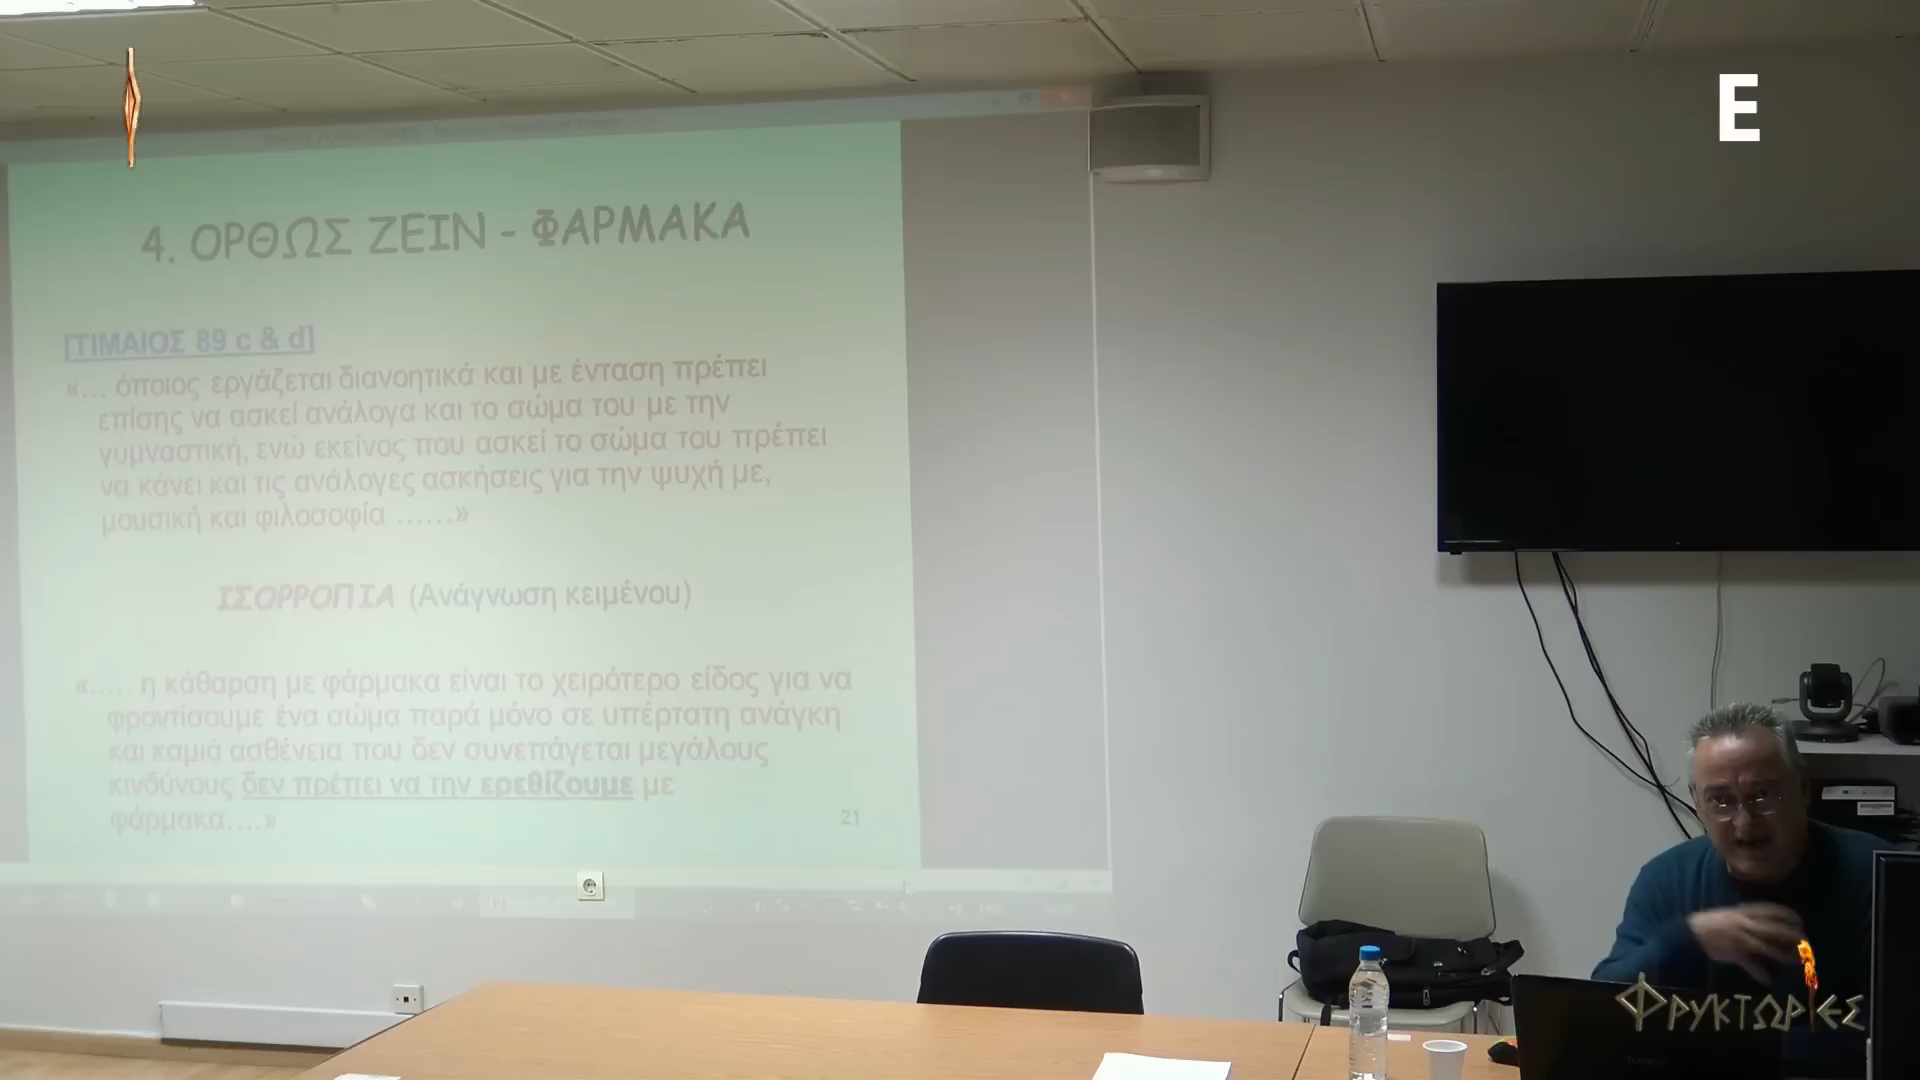 E
4. ΟΡΘΩΣ ΖΕΙΝ - ΦΑΡΜΑΚΑ
[ΤΙΜΑΙΟΣ 89 c & d]
«... όποιος εργάζεται διανοητικά και με ένταση πρέπει
επίσης να ασκεί ανάλογα και το σώμα του με την
γυμναστική, ενώ εκείνος που ασκεί το σώμα του πρέπει
να κάνει και τις ανάλογες ασκήσεις για την ψυχή με,
μουσική και φιλοσοφία ......»
ΙΣΟΡΡΟΠΙΑ (Ανάγνωση κειμένου)
«..... η κάθαρση με φάρμακα είναι το χειρότερο είδος για να
φροντίσουμε ένα σώμα παρά μόνο σε υπέρτατη ανάγκη
και καμιά ασθένεια που δεν συνεπάγεται μεγάλους
κινδύνους δεν πρέπει να την ερεθίζουμε με
φάρμακα....»
21
ΦΡΥΚΤΩΡΙΕΣ